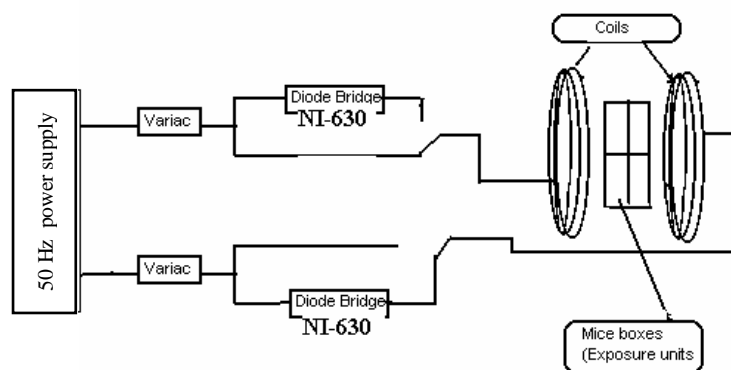 Coils
Diode Bridge
NI-630
Variac
50 Hz power supply
Variac
Diode Bridge
NI-630
Mice boxes
(Exposure units